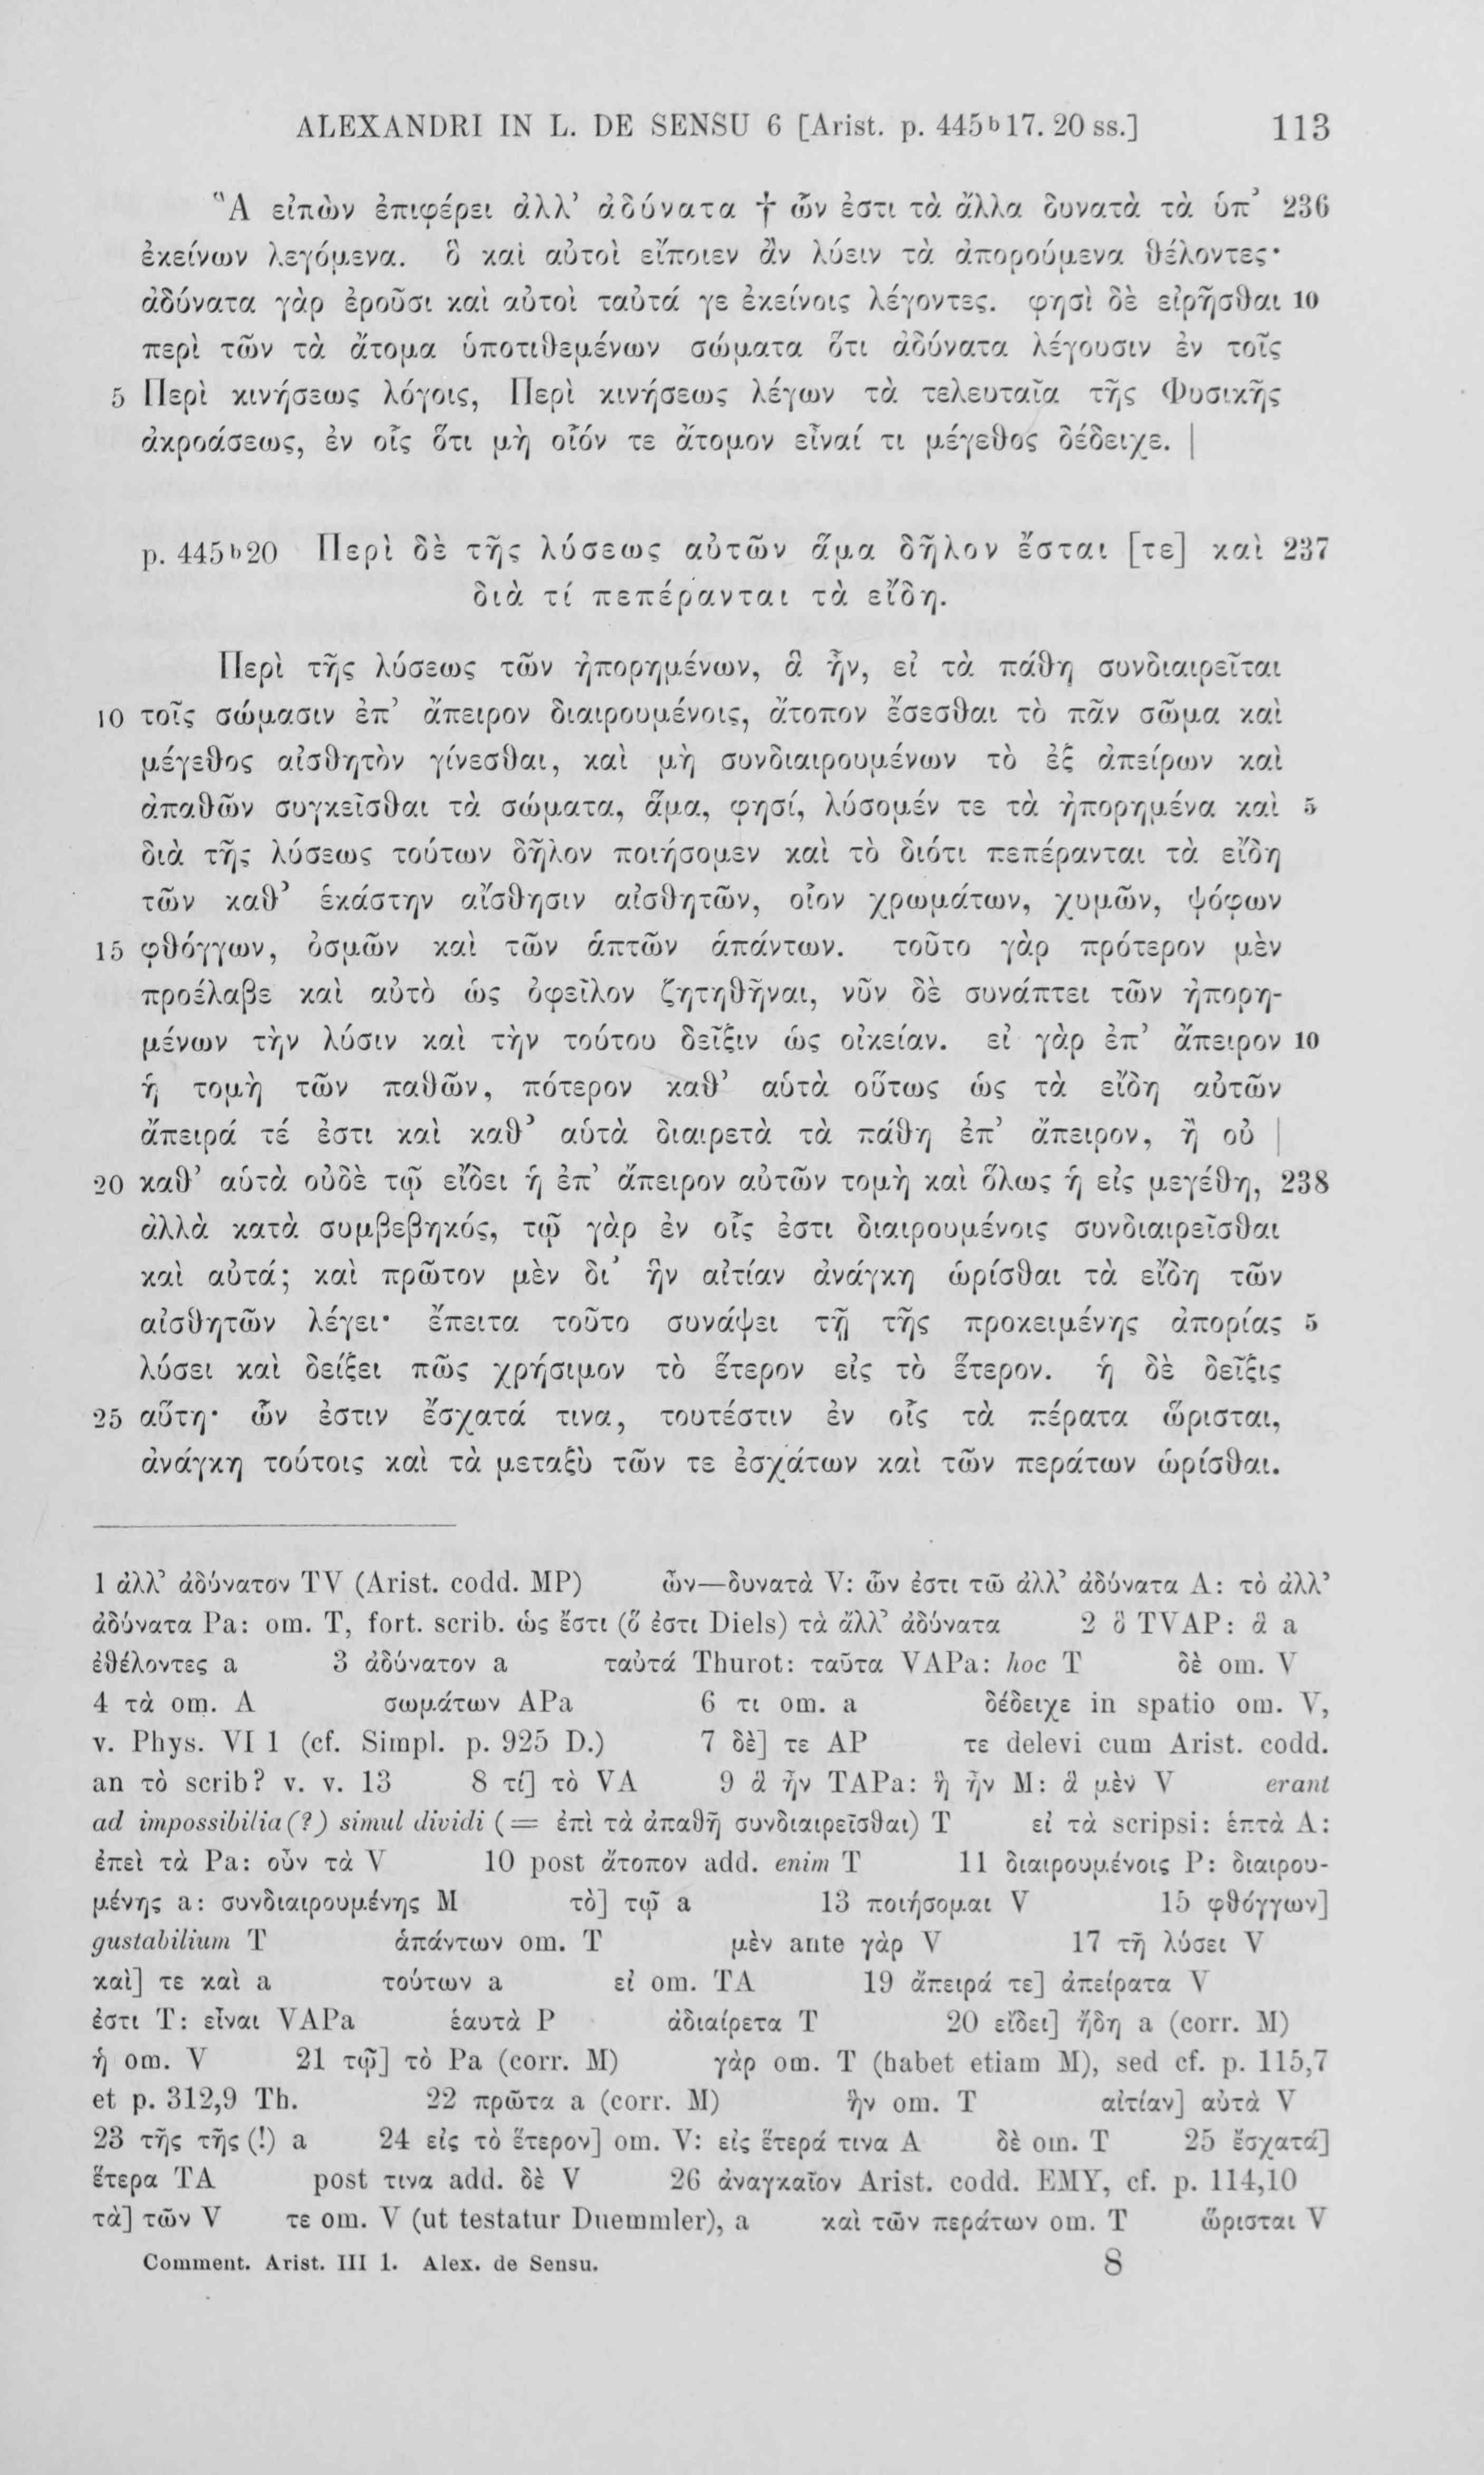 ALEXANDRI IN L. DE SENSU 6 [Arist. p. 445ᵇ17. 20 ss.] 113
Ἃ εἰπὼν ἐπιφέρει ἀλλ’ ἀδύνατα † ὧν ἐστι τὰ ἄλλα δυνατὰ τὰ ὑπ’ 236
ἐκείνων λεγόμενα. ὃ καὶ αὐτοὶ εἴποιεν ἂν λύειν τὰ ἀπορούμενα θέλοντες·
ἀδύνατα γὰρ ἐροῦσι καὶ αὐτοὶ ταὐτά γε ἐκείνοις λέγοντες. φησὶ δὲ εἰρῆσθαι 10
περὶ τῶν τὰ ἄτομα ὑποτιθεμένων σώματα ὅτι ἀδύνατα λέγουσιν ἐν τοῖς
5 Περὶ κινήσεως λόγοις, Περὶ κινήσεως λέγων τὰ τελευταῖα τῆς Φυσικῆς
ἀκροάσεως, ἐν οἷς ὅτι μὴ οἷόν τε ἄτομον εἶναί τι μέγεθος δέδειχε. |
p. 445ᵇ20 Περὶ δὲ τῆς λύσεως αὐτῶν ἅμα δῆλον ἔσται [τε] καὶ 237
διὰ τί πεπέρανται τὰ εἴδη.
Περὶ τῆς λύσεως τῶν ἠπορημένων, ἃ ἦν, εἰ τὰ πάθη συνδιαιρεῖται
10 τοῖς σώμασιν ἐπ’ ἄπειρον διαιρουμένοις, ἄτοπον ἔσεσθαι τὸ πᾶν σῶμα καὶ
μέγεθος αἰσθητὸν γίνεσθαι, καὶ μὴ συνδιαιρουμένων τὸ ἐξ ἀπείρων καὶ
ἀπαθῶν συγκεῖσθαι τὰ σώματα, ἅμα, φησί, λύσομέν τε τὰ ἠπορημένα καὶ 5
διὰ τῆς λύσεως τούτων δῆλον ποιήσομεν καὶ τὸ διότι πεπέρανται τὰ εἴδη
τῶν καθ’ ἑκάστην αἴσθησιν αἰσθητῶν, οἷον χρωμάτων, χυμῶν, ψόφων
15 φθόγγων, ὀσμῶν καὶ τῶν ἁπτῶν ἁπάντων. τοῦτο γὰρ πρότερον μὲν
προέλαβε καὶ αὐτὸ ὡς ὀφεῖλον ζητηθῆναι, νῦν δὲ συνάπτει τῶν ἠπορη-
μένων τὴν λύσιν καὶ τὴν τούτου δεῖξιν ὡς οἰκείαν. εἰ γὰρ ἐπ’ ἄπειρον 10
ἡ τομὴ τῶν παθῶν, πότερον καθ’ αὑτὰ οὕτως ὡς τὰ εἴδη αὐτῶν
ἄπειρά τέ ἐστι καὶ καθ’ αὑτὰ διαιρετὰ τὰ πάθη ἐπ’ ἄπειρον, ἢ οὐ |
20 καθ’ αὑτὰ οὐδὲ τῷ εἴδει ἡ ἐπ’ ἄπειρον αὐτῶν τομὴ καὶ ὅλως ἡ εἰς μεγέθη, 238
ἀλλὰ κατὰ συμβεβηκός, τῷ γὰρ ἐν οἷς ἐστι διαιρουμένοις συνδιαιρεῖσθαι
καὶ αὐτά; καὶ πρῶτον μὲν δι’ ἣν αἰτίαν ἀνάγκη ὡρίσθαι τὰ εἴδη τῶν
αἰσθητῶν λέγει· ἔπειτα τοῦτο συνάψει τῇ τῆς προκειμένης ἀπορίας 5
λύσει καὶ δείξει πῶς χρήσιμον τὸ ἕτερον εἰς τὸ ἕτερον. ἡ δὲ δεῖξις
25 αὕτη· ὧν ἐστιν ἔσχατά τινα, τουτέστιν ἐν οἷς τὰ πέρατα ὥρισται,
ἀνάγκη τούτοις καὶ τὰ μεταξὺ τῶν τε ἐσχάτων καὶ τῶν περάτων ὡρίσθαι.
1 ἀλλ’ ἀδύνατον TV (Arist. codd. MP) ὧν—δυνατὰ V: ὧν ἐστι τῶ ἀλλ’ ἀδύνατα A: τὸ ἀλλ’
ἀδύνατα Pa: om. T, fort. scrib. ὡς ἔστι (ὅ ἐστι Diels) τὰ ἄλλ’ ἀδύνατα 2 ὃ TVAP: ἃ a
ἐθέλοντες a 3 ἀδύνατον a ταὐτά Thurot: ταῦτα VAPa: hoc T δὲ om. V
4 τὰ om. A σωμάτων APa 6 τι om. a δέδειχε in spatio om. V,
v. Phys. VI 1 (cf. Simpl. p. 925 D.) 7 δὲ] τε AP τε delevi cum Arist. codd.
an τὸ scrib? v. v. 13 8 τί] τὸ VA 9 ἃ ἦν TAPa: ἢ ἦν M: ἃ μὲν V erant
ad impossibilia (?) simul dividi (= ἐπὶ τὰ ἀπαθῆ συνδιαιρεῖσθαι) T εἰ τὰ scripsi: ἑπτὰ A:
ἐπεὶ τὰ Pa: οὖν τὰ V 10 post ἄτοπον add. enim T 11 διαιρουμένοις P: διαιρου-
μένης a: συνδιαιρουμένης M τὸ] τῷ a 13 ποιήσομαι V 15 φθόγγων]
gustabilium T ἁπάντων om. T μὲν ante γὰρ V 17 τῆ λύσει V
καὶ] τε καὶ a τούτων a εἰ om. TA 19 ἄπειρά τε] ἀπείρατα V
ἐστι T: εἶναι VAPa ἑαυτὰ P ἀδιαίρετα T 20 εἴδει] ἤδη a (corr. M)
ἡ om. V 21 τῷ] τὸ Pa (corr. M) γὰρ om. T (habet etiam M), sed cf. p. 115,7
et p. 312,9 Th. 22 πρῶτα a (corr. M) ἣν om. T αἰτίαν] αὐτὰ V
23 τῆς τῆς (!) a 24 εἰς τὸ ἕτερον] om. V: εἰς ἕτερά τινα A δὲ om. T 25 ἔσχατά]
ἕτερα TA post τινα add. δὲ V 26 ἀναγκαῖον Arist. codd. EMY, cf. p. 114,10
τὰ] τῶν V τε om. V (ut testatur Duemmler), a καὶ τῶν περάτων om. T ὥρισται V
Comment. Arist. III 1. Alex. de Sensu. 8